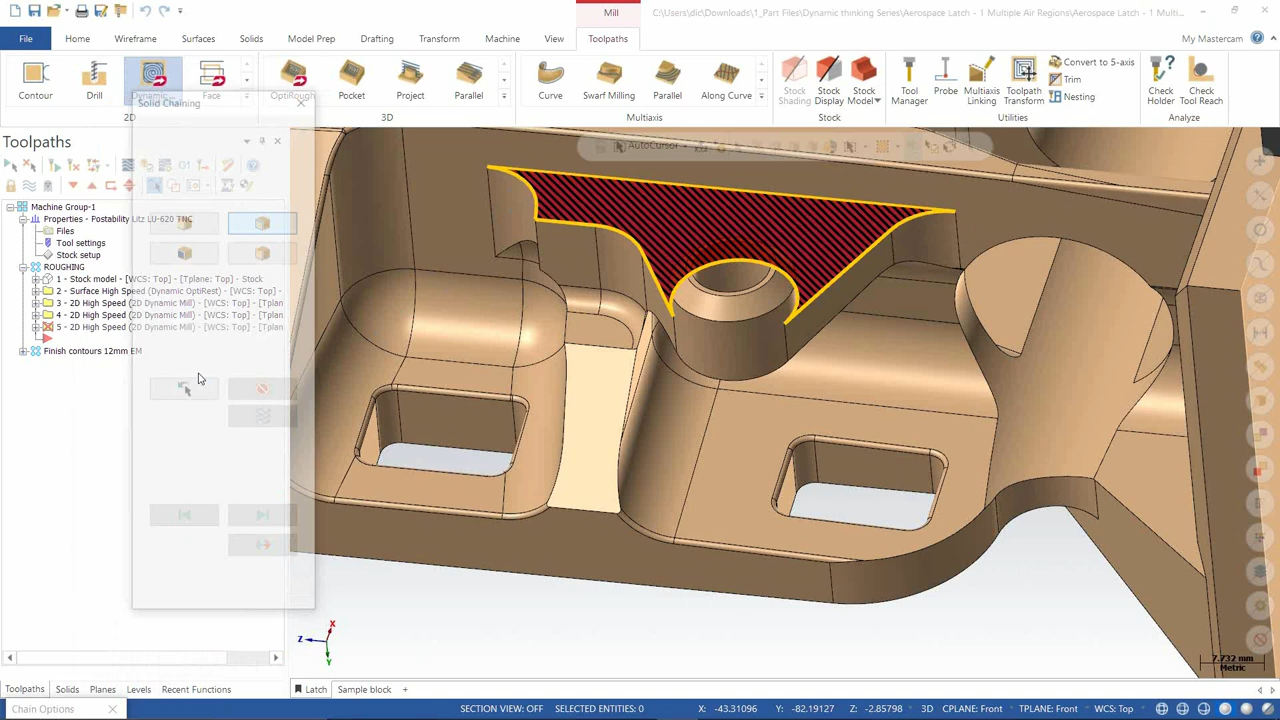 Mill
C:\Users\dic\Downloads\1_Part Files\Dynamic thinking Series\Aerospace Latch - 1 Multiple Air Regions\Aerospace Latch - 1 Multi...
File
Home
Wireframe
Surfaces
Solids
Model Prep
Drafting
Transform
Machine
View
Toolpaths
My Mastercam
Contour
Drill
Dynamic...
Face
OptiRough
Pocket
Project
Parallel
Curve
Swarf Milling
Parallel
Along Curve
Stock Shading
Stock Display
Stock Model
Tool Manager
Probe
Multiaxis Linking
Toolpath Transform
Convert to 5-axis
Trim
Nesting
Check Holder
Check Tool Reach
2D
3D
Multiaxis
Stock
Utilities
Analyze
Solid Chaining
Toolpaths
AutoCursor
G1
Machine Group-1
Properties - Postability Litz LU-620 TNC
Files
Tool settings
Stock setup
ROUGHING
1 - Stock model - [WCS: Top] - [Tplane: Top] - Stock
2 - Surface High Speed (Dynamic OptiRest) - [WCS: Top] -
3 - 2D High Speed (2D Dynamic Mill) - [WCS: Top] - [Tplan
4 - 2D High Speed (2D Dynamic Mill) - [WCS: Top] - [Tplan
5 - 2D High Speed (2D Dynamic Mill) - [WCS: Top] - [Tplan
Finish contours 12mm EM
X
Z
Y
7.732 mm
Metric
Toolpaths
Solids
Planes
Levels
Recent Functions
Latch
Sample block
+
Chain Options
SECTION VIEW: OFF
SELECTED ENTITIES: 0
X: -43.31096
Y: -82.19127
Z: -2.85798
3D
CPLANE: Front
TPLANE: Front
WCS: Top